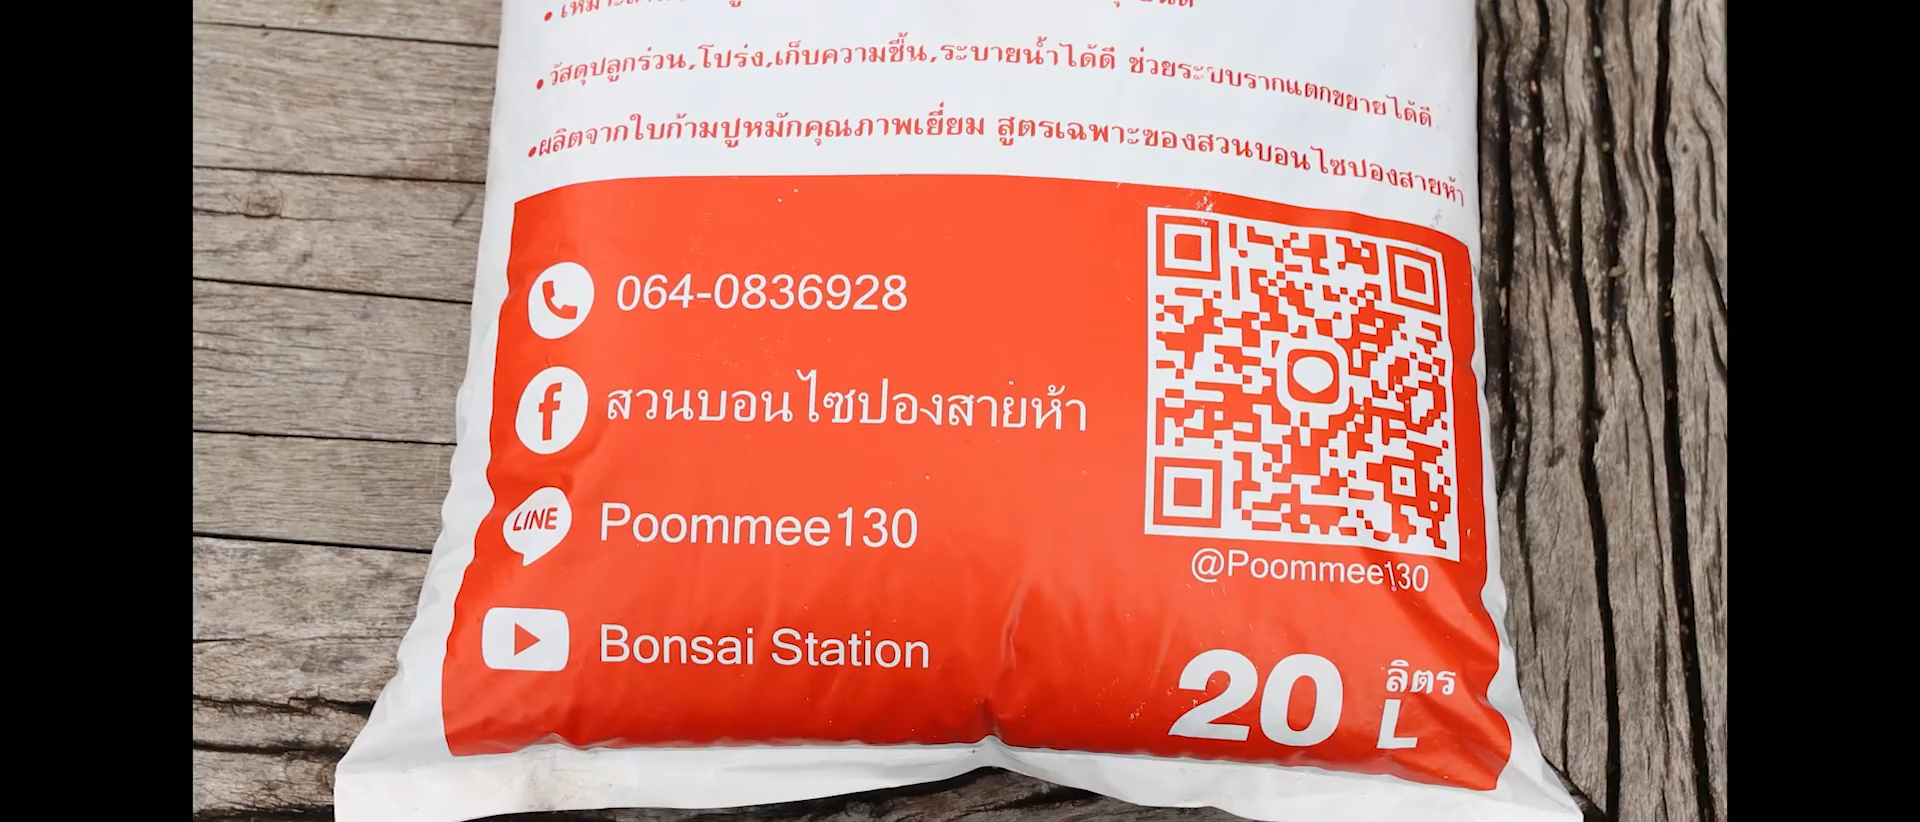 • วัสดุปลูกร่วน,โปร่ง,เก็บความชื้น,ระบายน้ำได้ดี ช่วยระบบรากแตกขยายได้ดี
•ผลิตจากใบก้ามปูหมักคุณภาพเยี่ยม สูตรเฉพาะของสวนบอนไซปองสายห้า
064-0836928
สวนบอนไซปองสายห้า
LINE Poommee130
Bonsai Station
@Poommee130
20 ลิตร
L